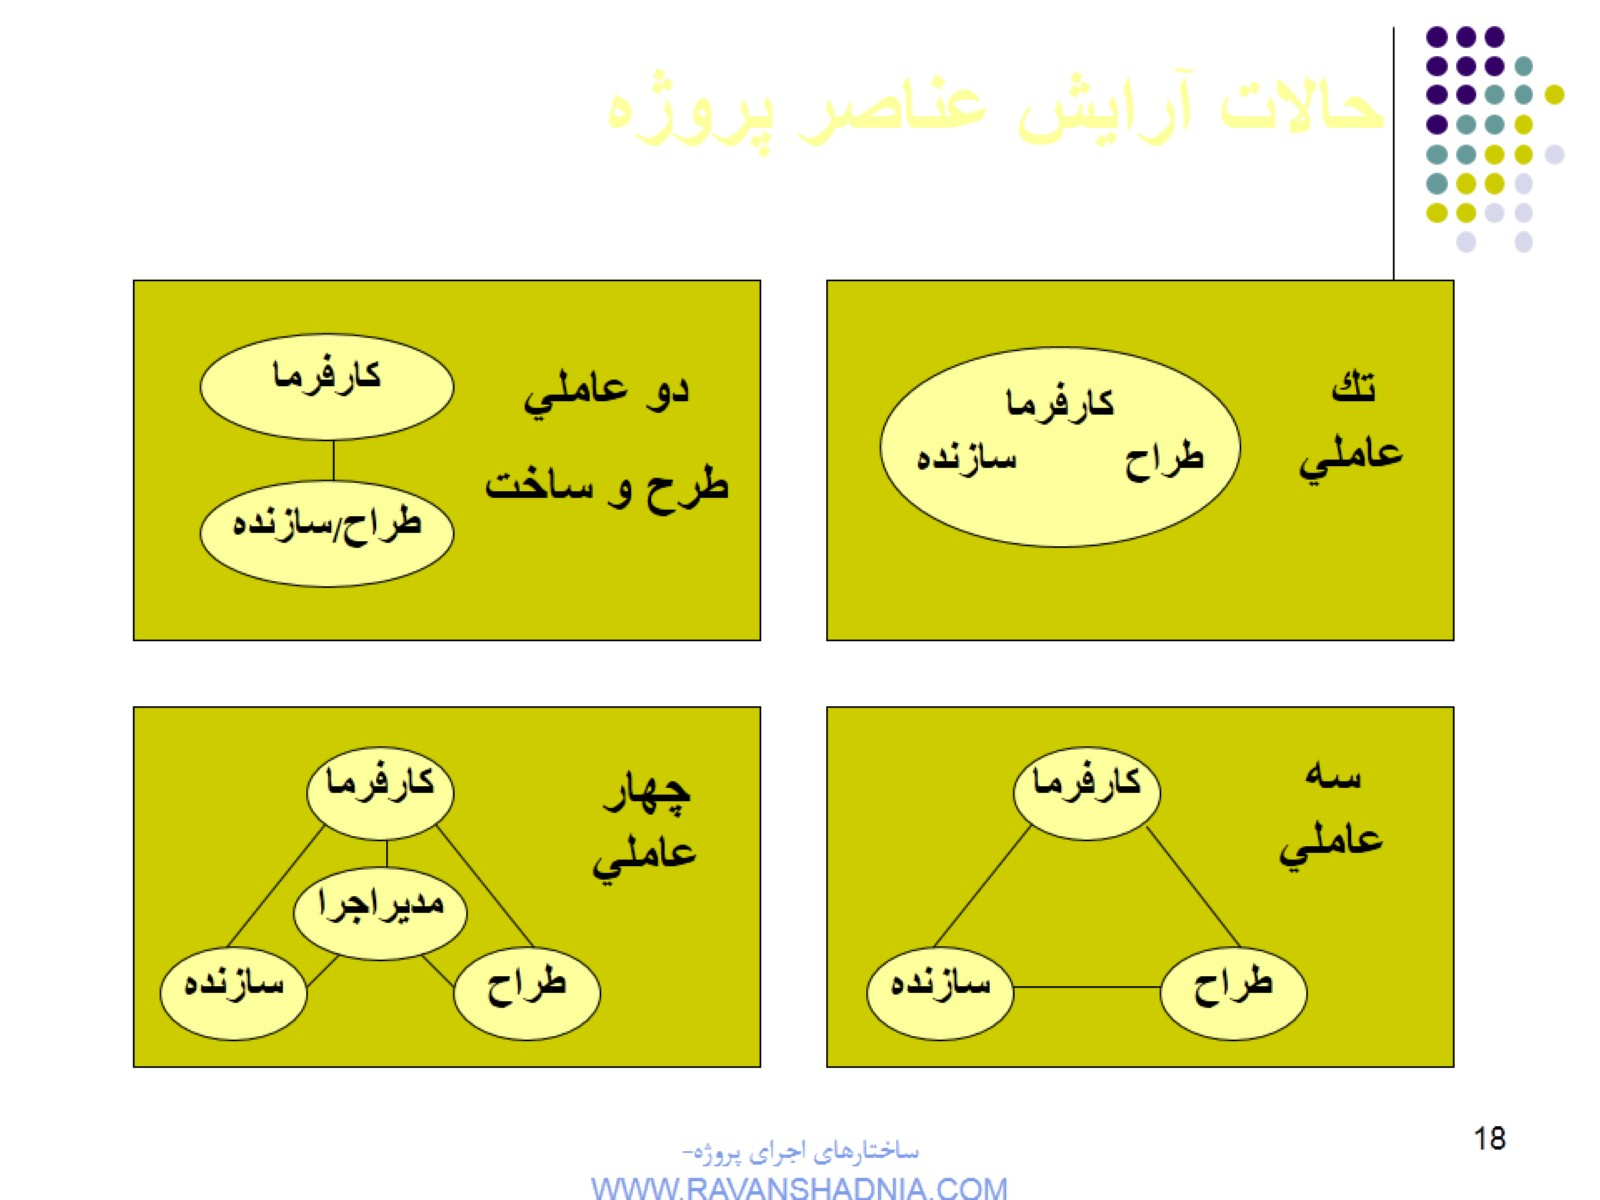 حالات آرايش عناصر پروژه
تك
عاملي
كارفرما
طراح
سازنده
دو عاملي
طرح و ساخت
كارفرما
طراح/سازنده
سه
عاملي
كارفرما
طراح
سازنده
چهار
عاملي
كارفرما
مديراجرا
طراح
سازنده
ساختارهای اجرای پروژه-
WWW.RAVANSHADNIA.COM
18